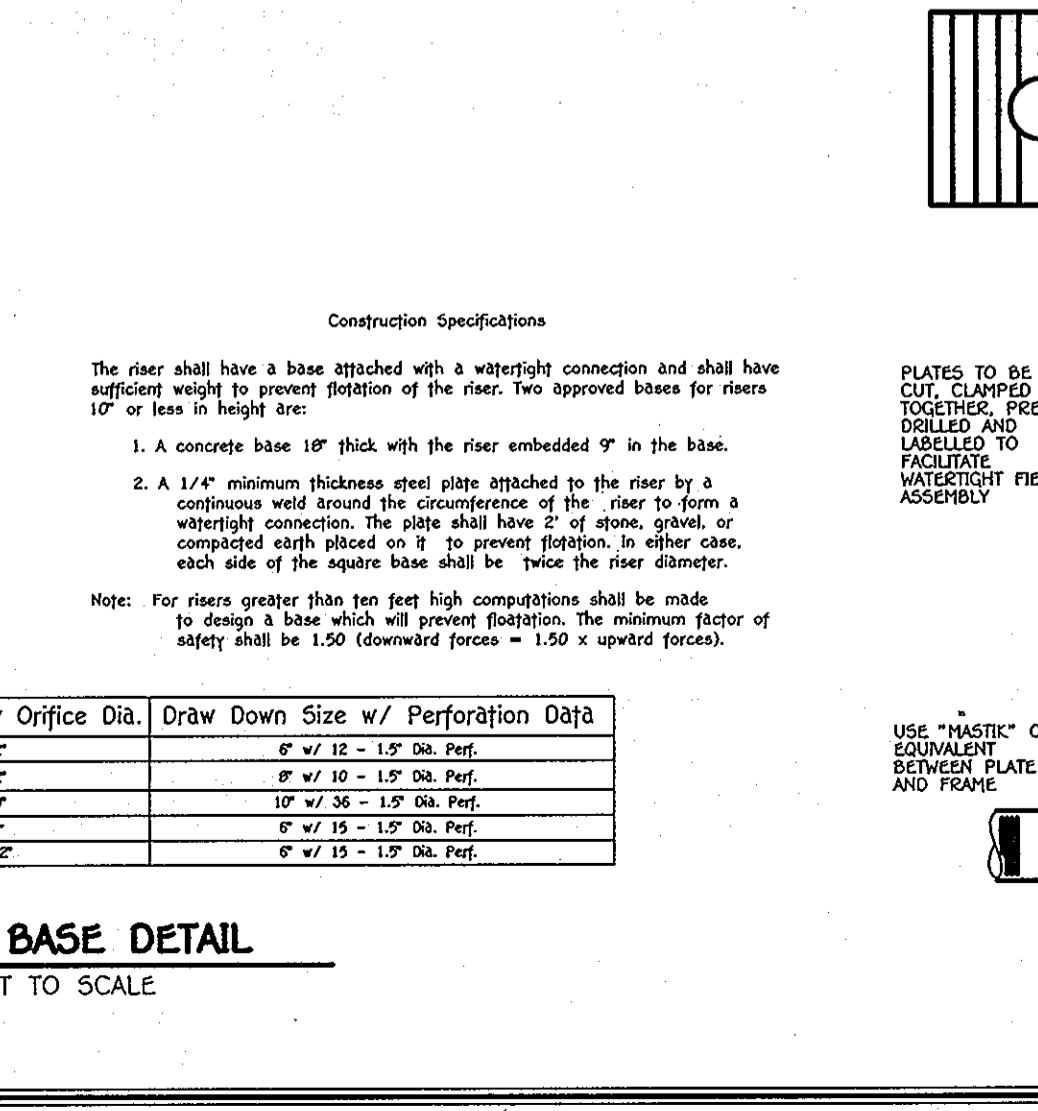 Construction Specifications
The riser shall have a base attached with a watertight connection and shall have
sufficient weight to prevent flotation of the riser. Two approved bases for risers
10" or less in height are:
1. A concrete base 18" thick with the riser embedded 9" in the base.
2. A 1/4" minimum thickness steel plate attached to the riser by a
continuous weld around the circumference of the riser to form a
watertight connection. The plate shall have 2' of stone, gravel, or
compacted earth placed on it to prevent flotation. In either case,
each side of the square base shall be twice the riser diameter.
Note: For risers greater than ten feet high computations shall be made
to design a base which will prevent floatation. The minimum factor of
safety shall be 1.50 (downward forces = 1.50 x upward forces).
Orifice Dia. Draw Down Size w/ Perforation Data
6" w/ 12 - 1.5" Dia. Perf.
8" w/ 10 - 1.5" Dia. Perf.
10" w/ 36 - 1.5" Dia. Perf.
6" w/ 15 - 1.5" Dia. Perf.
2" 6" w/ 15 - 1.5" Dia. Perf.
BASE DETAIL
T TO SCALE
PLATES TO BE
CUT, CLAMPED
TOGETHER, PRE
DRILLED AND
LABELLED TO
FACILITATE
WATERTIGHT FIE
ASSEMBLY
USE "MASTIK" O
EQUIVALENT
BETWEEN PLATE
AND FRAME